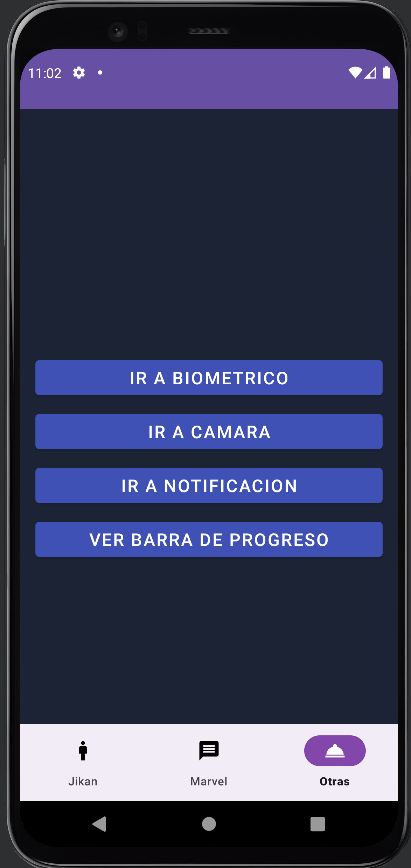 11:02
IR A BIOMETRICO
IR A CAMARA
IR A NOTIFICACION
VER BARRA DE PROGRESO
Jikan Marvel Otras